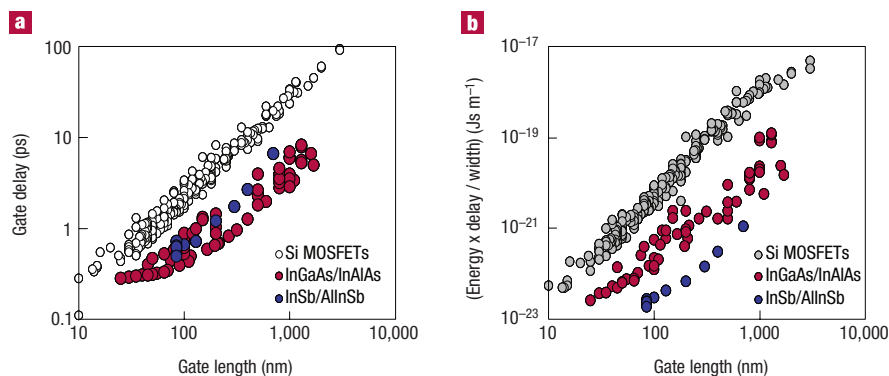 a
100
10
1
0.1
Gate delay (ps)
10
100
1,000
10,000
Gate length (nm)
Si MOSFETs
InGaAs/InAlAs
InSb/AlInSb
b
10−17
10−19
10−21
10−23
(Energy x delay / width) (Js m−1)
10
100
1,000
10,000
Gate length (nm)
Si MOSFETs
InGaAs/InAlAs
InSb/AlInSb